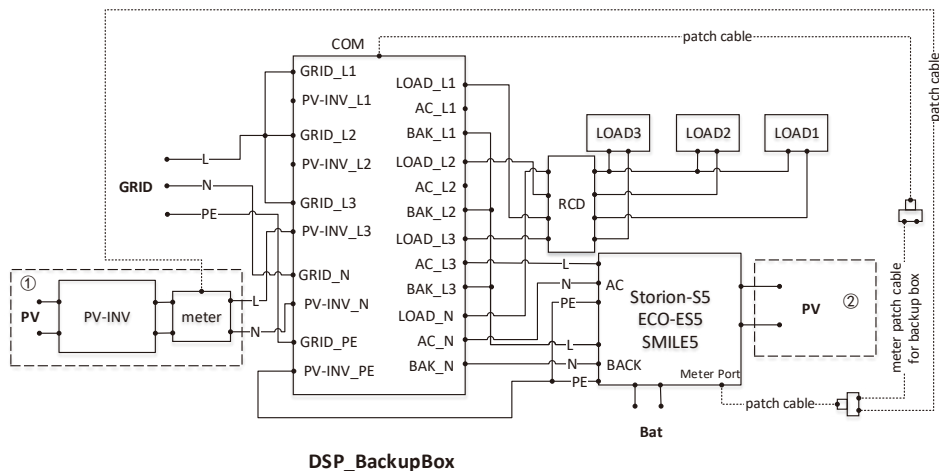 COM
patch cable
patch cable
GRID_L1
PV-INV_L1
GRID_L2
PV-INV_L2
GRID_L3
PV-INV_L3
GRID_N
PV-INV_N
GRID_PE
PV-INV_PE
LOAD_L1
AC_L1
BAK_L1
LOAD_L2
AC_L2
BAK_L2
LOAD_L3
AC_L3
BAK_L3
LOAD_N
AC_N
BAK_N
LOAD3
LOAD2
LOAD1
RCD
GRID
L
N
PE
①
PV
PV-INV
meter
L
N
L
N
PE
AC
L
N
PE
BACK
Storion-S5
ECO-ES5
SMILE5
Meter Port
PV
②
meter patch cable
for backup box
patch cable
Bat
DSP_BackupBox